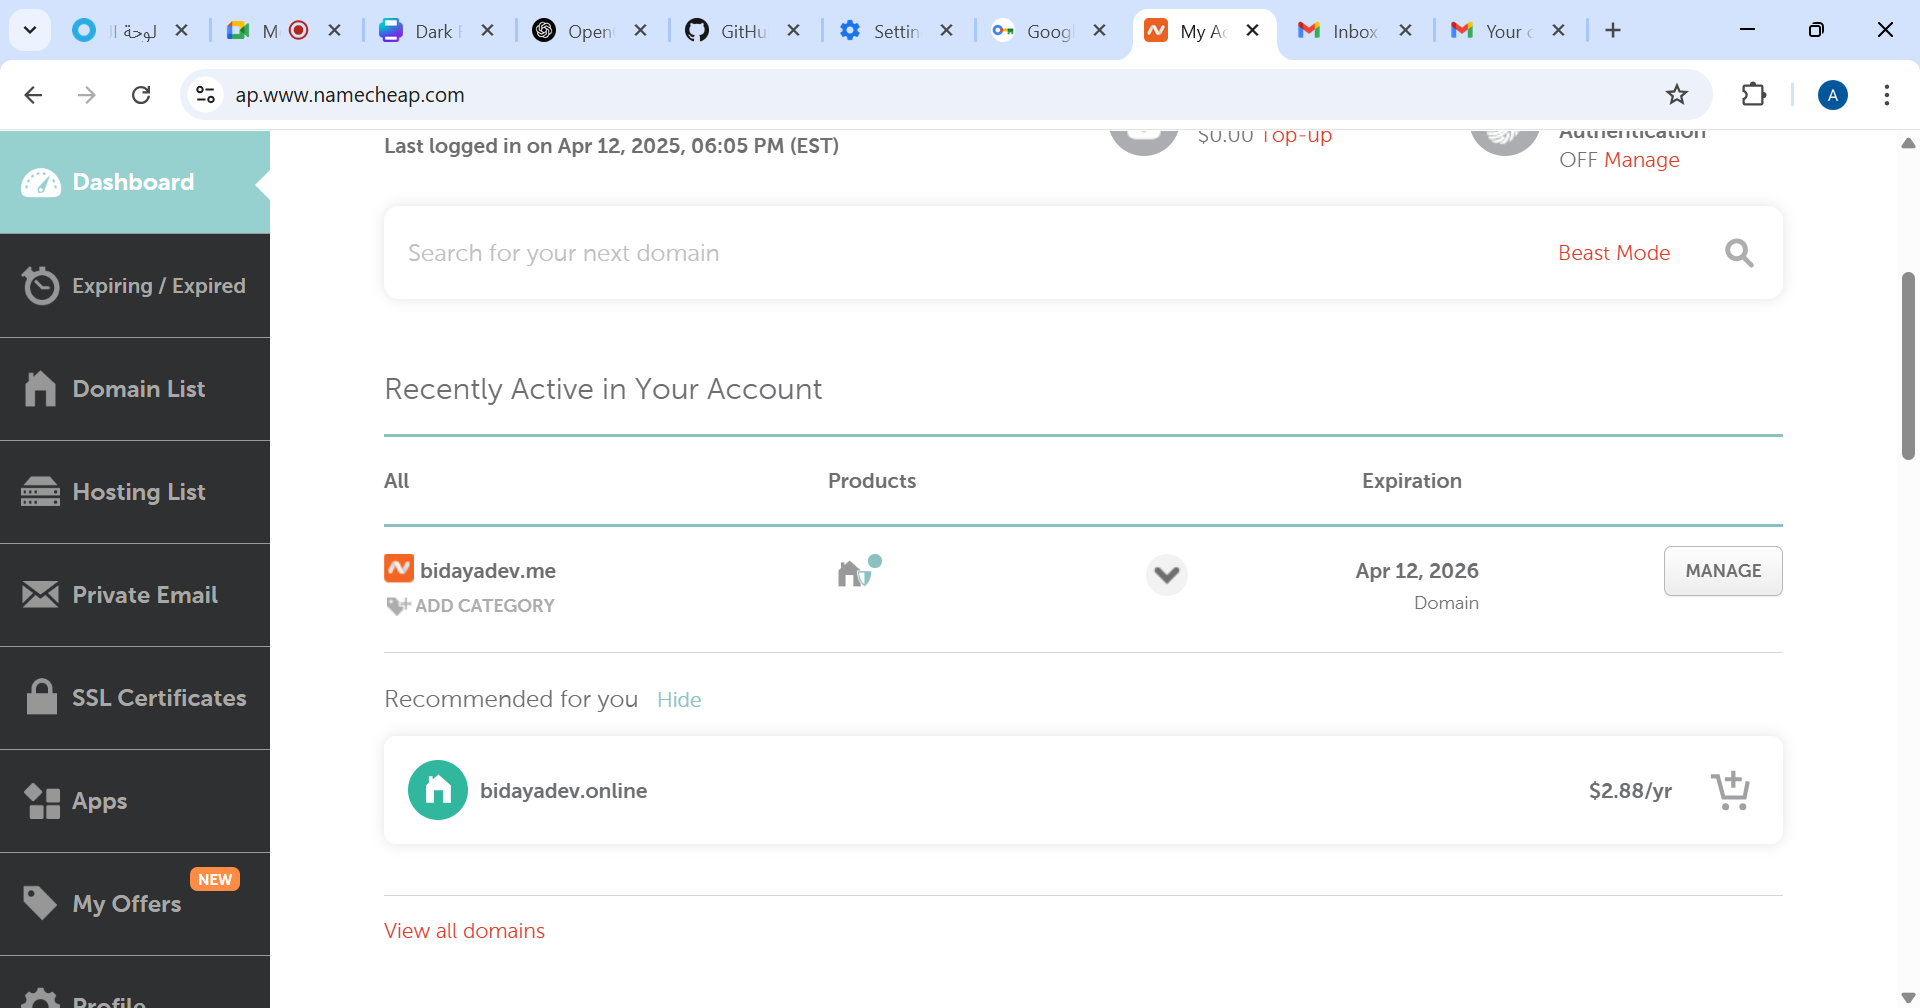 لوحة ال
M
Dark
Open
GitHu
Settin
Goog
My Ac
Inbox
Your
ap.www.namecheap.com
A
Dashboard
Expiring / Expired
Domain List
Hosting List
Private Email
SSL Certificates
Apps
NEW
My Offers
Profile
Last logged in on Apr 12, 2025, 06:05 PM (EST)
$0.00 Top-up
Authentication
OFF Manage
Search for your next domain
Beast Mode
Recently Active in Your Account
All Products Expiration
bidayadev.me Apr 12, 2026 MANAGE
ADD CATEGORY Domain
Recommended for you Hide
bidayadev.online $2.88/yr
View all domains